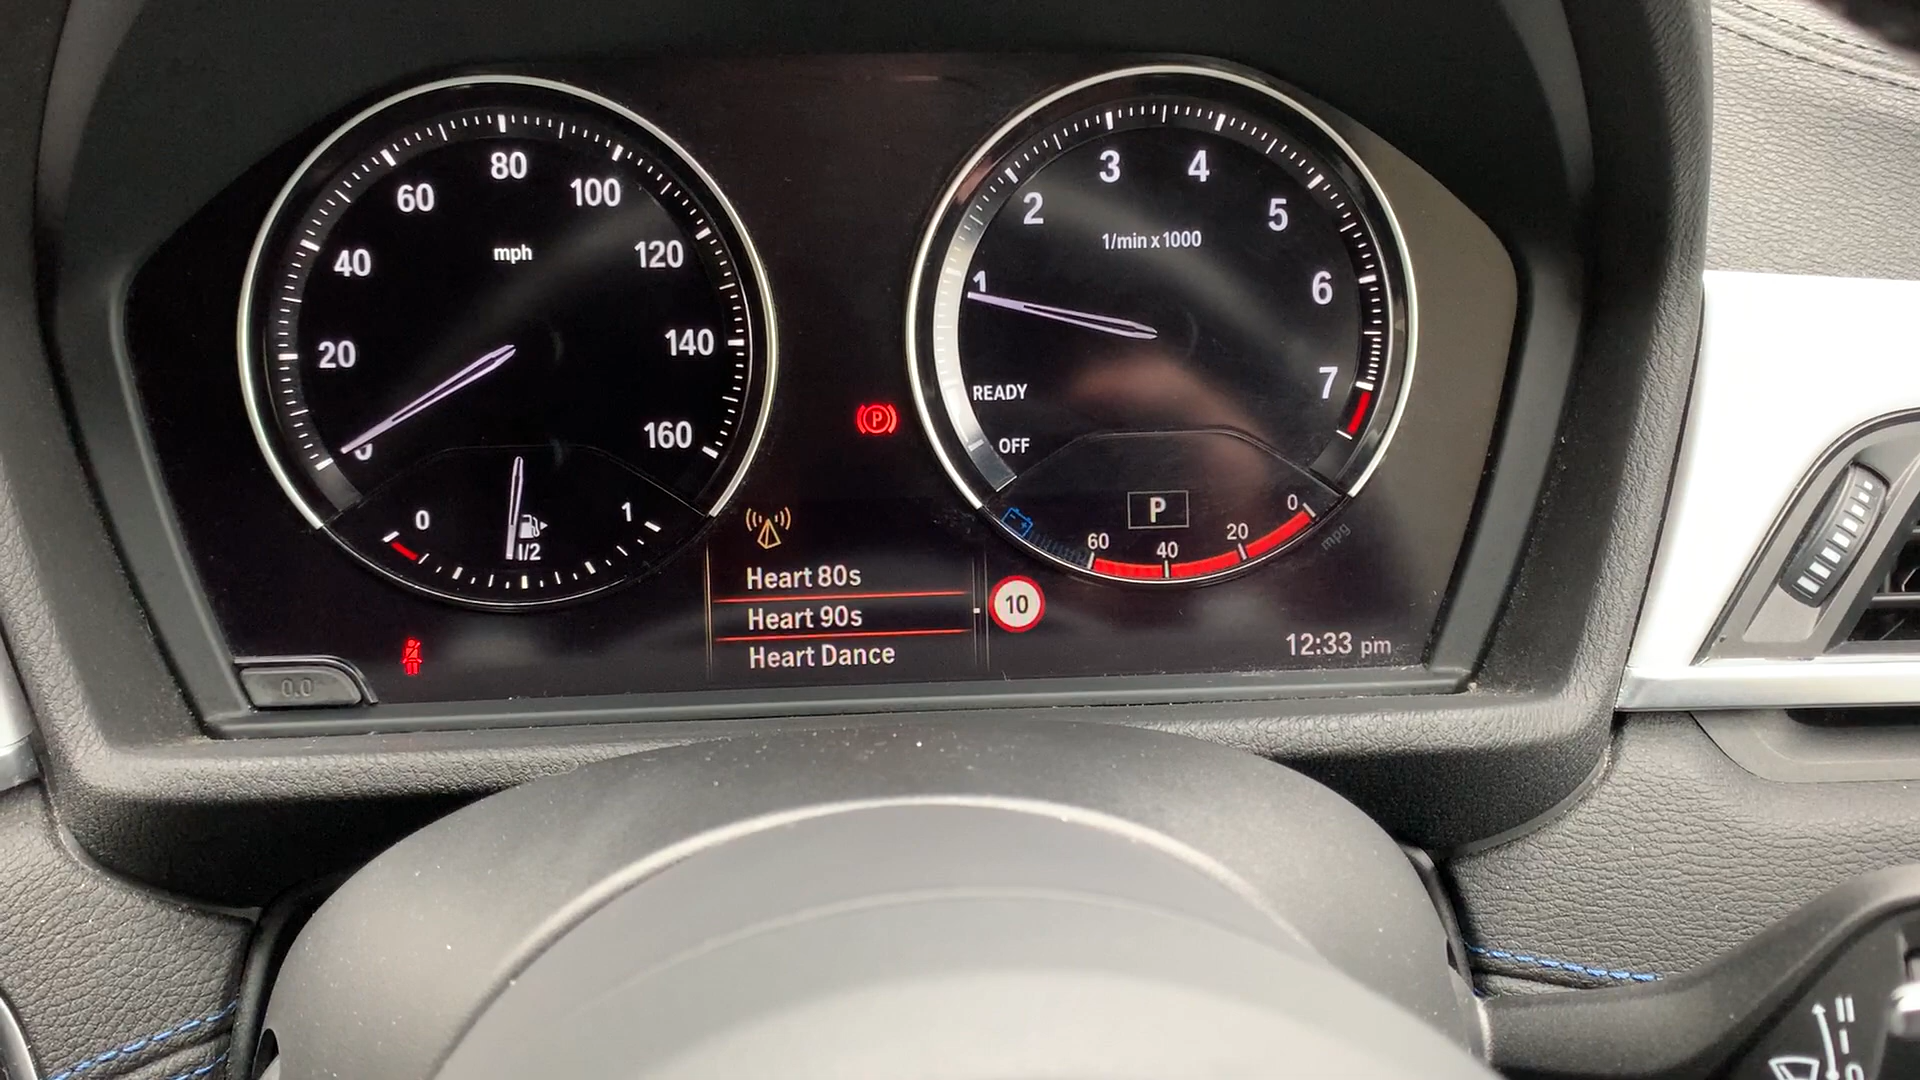 80
60
100
mph
40
120
20
140
0
160
0
1/2
1
3
4
2
5
1/min x 1000
1
6
READY
7
OFF
P
0
20
60
40
mpg
P
Heart 80s
Heart 90s
Heart Dance
10
12:33 pm
0.0